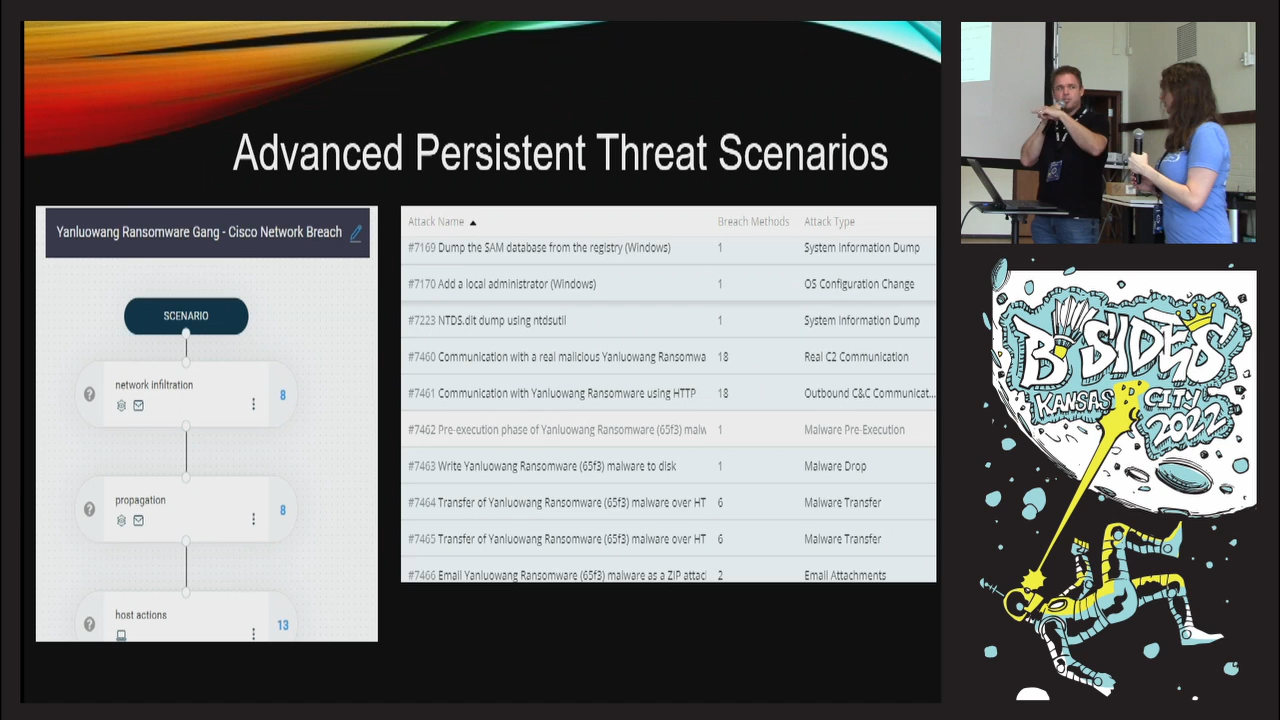 Advanced Persistent Threat Scenarios
Yanluowang Ransomware Gang - Cisco Network Breach
SCENARIO
network infiltration
8
propagation
8
host actions
13
Attack Name Breach Methods Attack Type
#7169 Dump the SAM database from the registry (Windows) 1 System Information Dump
#7170 Add a local administrator (Windows) 1 OS Configuration Change
#7223 NTDS.dit dump using ntdsutil 1 System Information Dump
#7460 Communication with a real malicious Yanluowang Ransomwa 18 Real C2 Communication
#7461 Communication with Yanluowang Ransomware using HTTP 18 Outbound C&C Communicat...
#7462 Pre-execution phase of Yanluowang Ransomware (65f3) malw 1 Malware Pre-Execution
#7463 Write Yanluowang Ransomware (65f3) malware to disk 1 Malware Drop
#7464 Transfer of Yanluowang Ransomware (65f3) malware over HT 6 Malware Transfer
#7465 Transfer of Yanluowang Ransomware (65f3) malware over HT 6 Malware Transfer
#7466 Email Yanluowang Ransomware (65f3) malware as a ZIP attac 2 Email Attachments
BSIDES
KANSAS CITY
2022